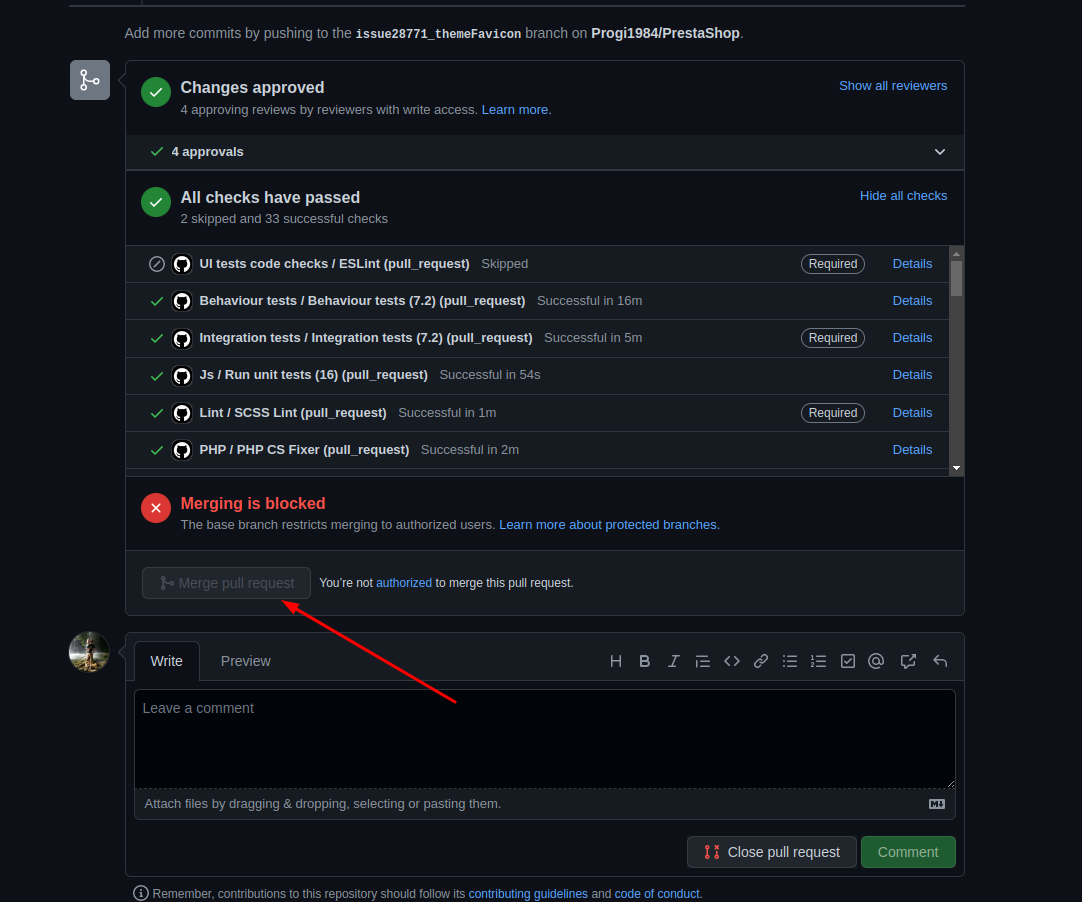 Add more commits by pushing to the issue28771_themeFavicon branch on Progi1984/PrestaShop.
Changes approved
Show all reviewers
4 approving reviews by reviewers with write access. Learn more.
4 approvals
All checks have passed
Hide all checks
2 skipped and 33 successful checks
UI tests code checks / ESLint (pull_request) Skipped Required Details
Behaviour tests / Behaviour tests (7.2) (pull_request) Successful in 16m Details
Integration tests / Integration tests (7.2) (pull_request) Successful in 5m Required Details
Js / Run unit tests (16) (pull_request) Successful in 54s Details
Lint / SCSS Lint (pull_request) Successful in 1m Required Details
PHP / PHP CS Fixer (pull_request) Successful in 2m Details
Merging is blocked
The base branch restricts merging to authorized users. Learn more about protected branches.
Merge pull request You're not authorized to merge this pull request.
Write Preview
Leave a comment
Attach files by dragging & dropping, selecting or pasting them.
Close pull request Comment
Remember, contributions to this repository should follow its contributing guidelines and code of conduct.